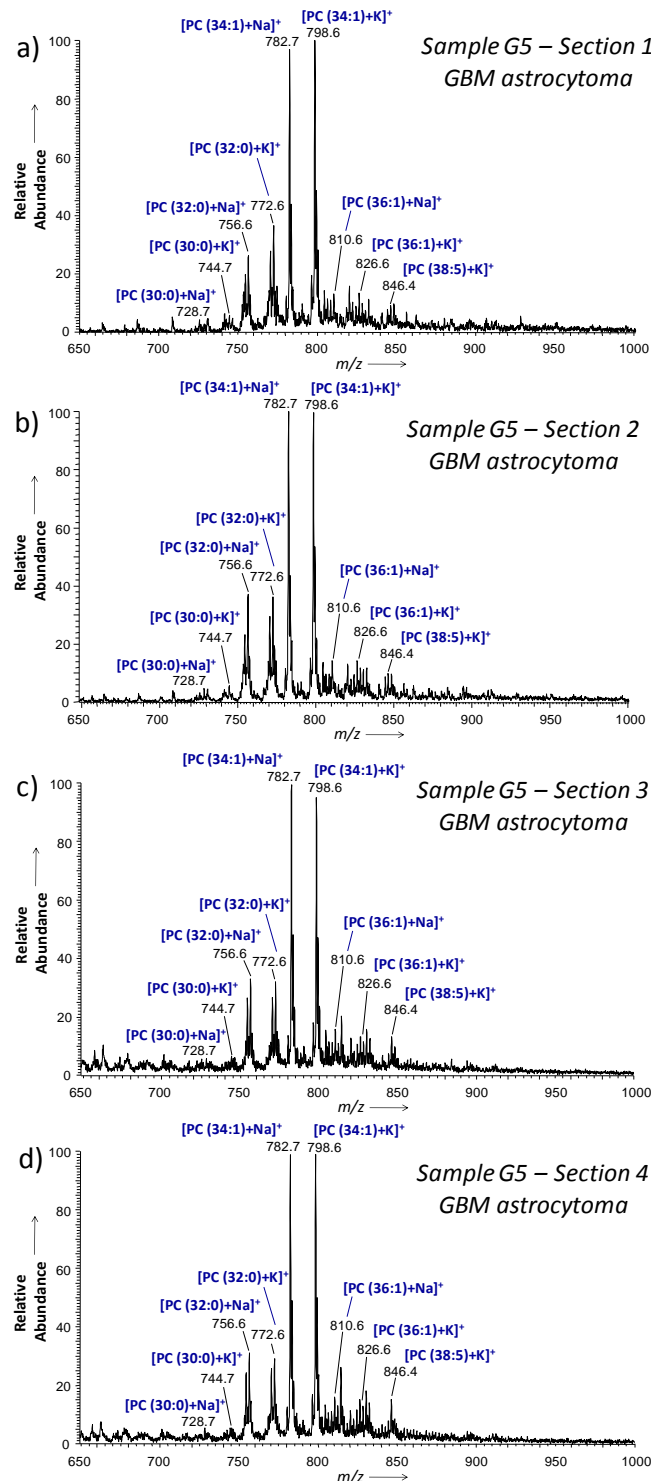 a)
[PC (34:1)+Na]⁺ [PC (34:1)+K]⁺
782.7 798.6
Sample G5 – Section 1
GBM astrocytoma
[PC (32:0)+K]⁺
[PC (32:0)+Na]⁺ 772.6
756.6
[PC (30:0)+K]⁺
744.7
[PC (30:0)+Na]⁺
728.7
[PC (36:1)+Na]⁺
810.6
[PC (36:1)+K]⁺
826.6
[PC (38:5)+K]⁺
846.4
Relative
Abundance
100
80
60
40
20
0
650 700 750 800 850 900 950 1000
m/z
b)
[PC (34:1)+Na]⁺ [PC (34:1)+K]⁺
782.7 798.6
Sample G5 – Section 2
GBM astrocytoma
[PC (32:0)+K]⁺
[PC (32:0)+Na]⁺
756.6 772.6
[PC (30:0)+K]⁺
744.7
[PC (30:0)+Na]⁺
728.7
[PC (36:1)+Na]⁺
810.6
[PC (36:1)+K]⁺
826.6
[PC (38:5)+K]⁺
846.4
Relative
Abundance
100
80
60
40
20
0
650 700 750 800 850 900 950 1000
m/z
c)
[PC (34:1)+Na]⁺ [PC (34:1)+K]⁺
782.7 798.6
Sample G5 – Section 3
GBM astrocytoma
[PC (32:0)+K]⁺
[PC (32:0)+Na]⁺
756.6 772.6
[PC (30:0)+K]⁺
744.7
[PC (30:0)+Na]⁺
728.7
[PC (36:1)+Na]⁺
810.6
[PC (36:1)+K]⁺
826.6
[PC (38:5)+K]⁺
846.4
Relative
Abundance
100
80
60
40
20
0
650 700 750 800 850 900 950 1000
m/z
d)
[PC (34:1)+Na]⁺ [PC (34:1)+K]⁺
782.7 798.6
Sample G5 – Section 4
GBM astrocytoma
[PC (32:0)+K]⁺
[PC (32:0)+Na]⁺
756.6 772.6
[PC (30:0)+K]⁺
744.7
[PC (30:0)+Na]⁺
728.7
[PC (36:1)+Na]⁺
810.6
[PC (36:1)+K]⁺
826.6
[PC (38:5)+K]⁺
846.4
Relative
Abundance
100
80
60
40
20
0
650 700 750 800 850 900 950 1000
m/z